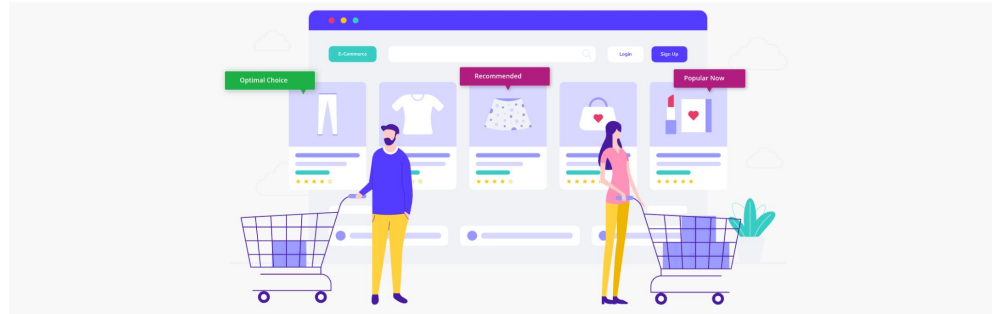 E-Commerce
Login
Sign Up
Optimal Choice
Recommended
Popular Now